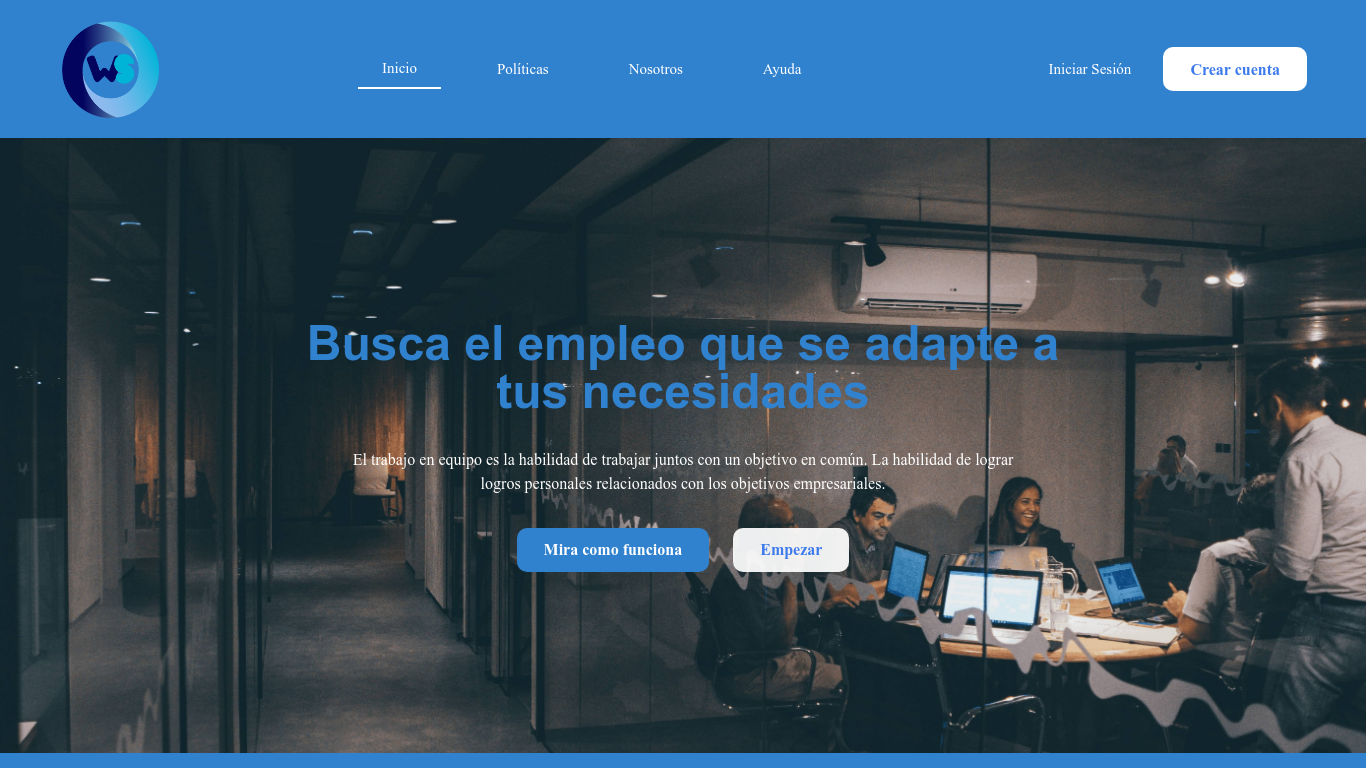 WS
Inicio
Políticas
Nosotros
Ayuda
Iniciar Sesión
Crear cuenta
Busca el empleo que se adapte a
tus necesidades
El trabajo en equipo es la habilidad de trabajar juntos con un objetivo en común. La habilidad de lograr
logros personales relacionados con los objetivos empresariales.
Mira como funciona
Empezar